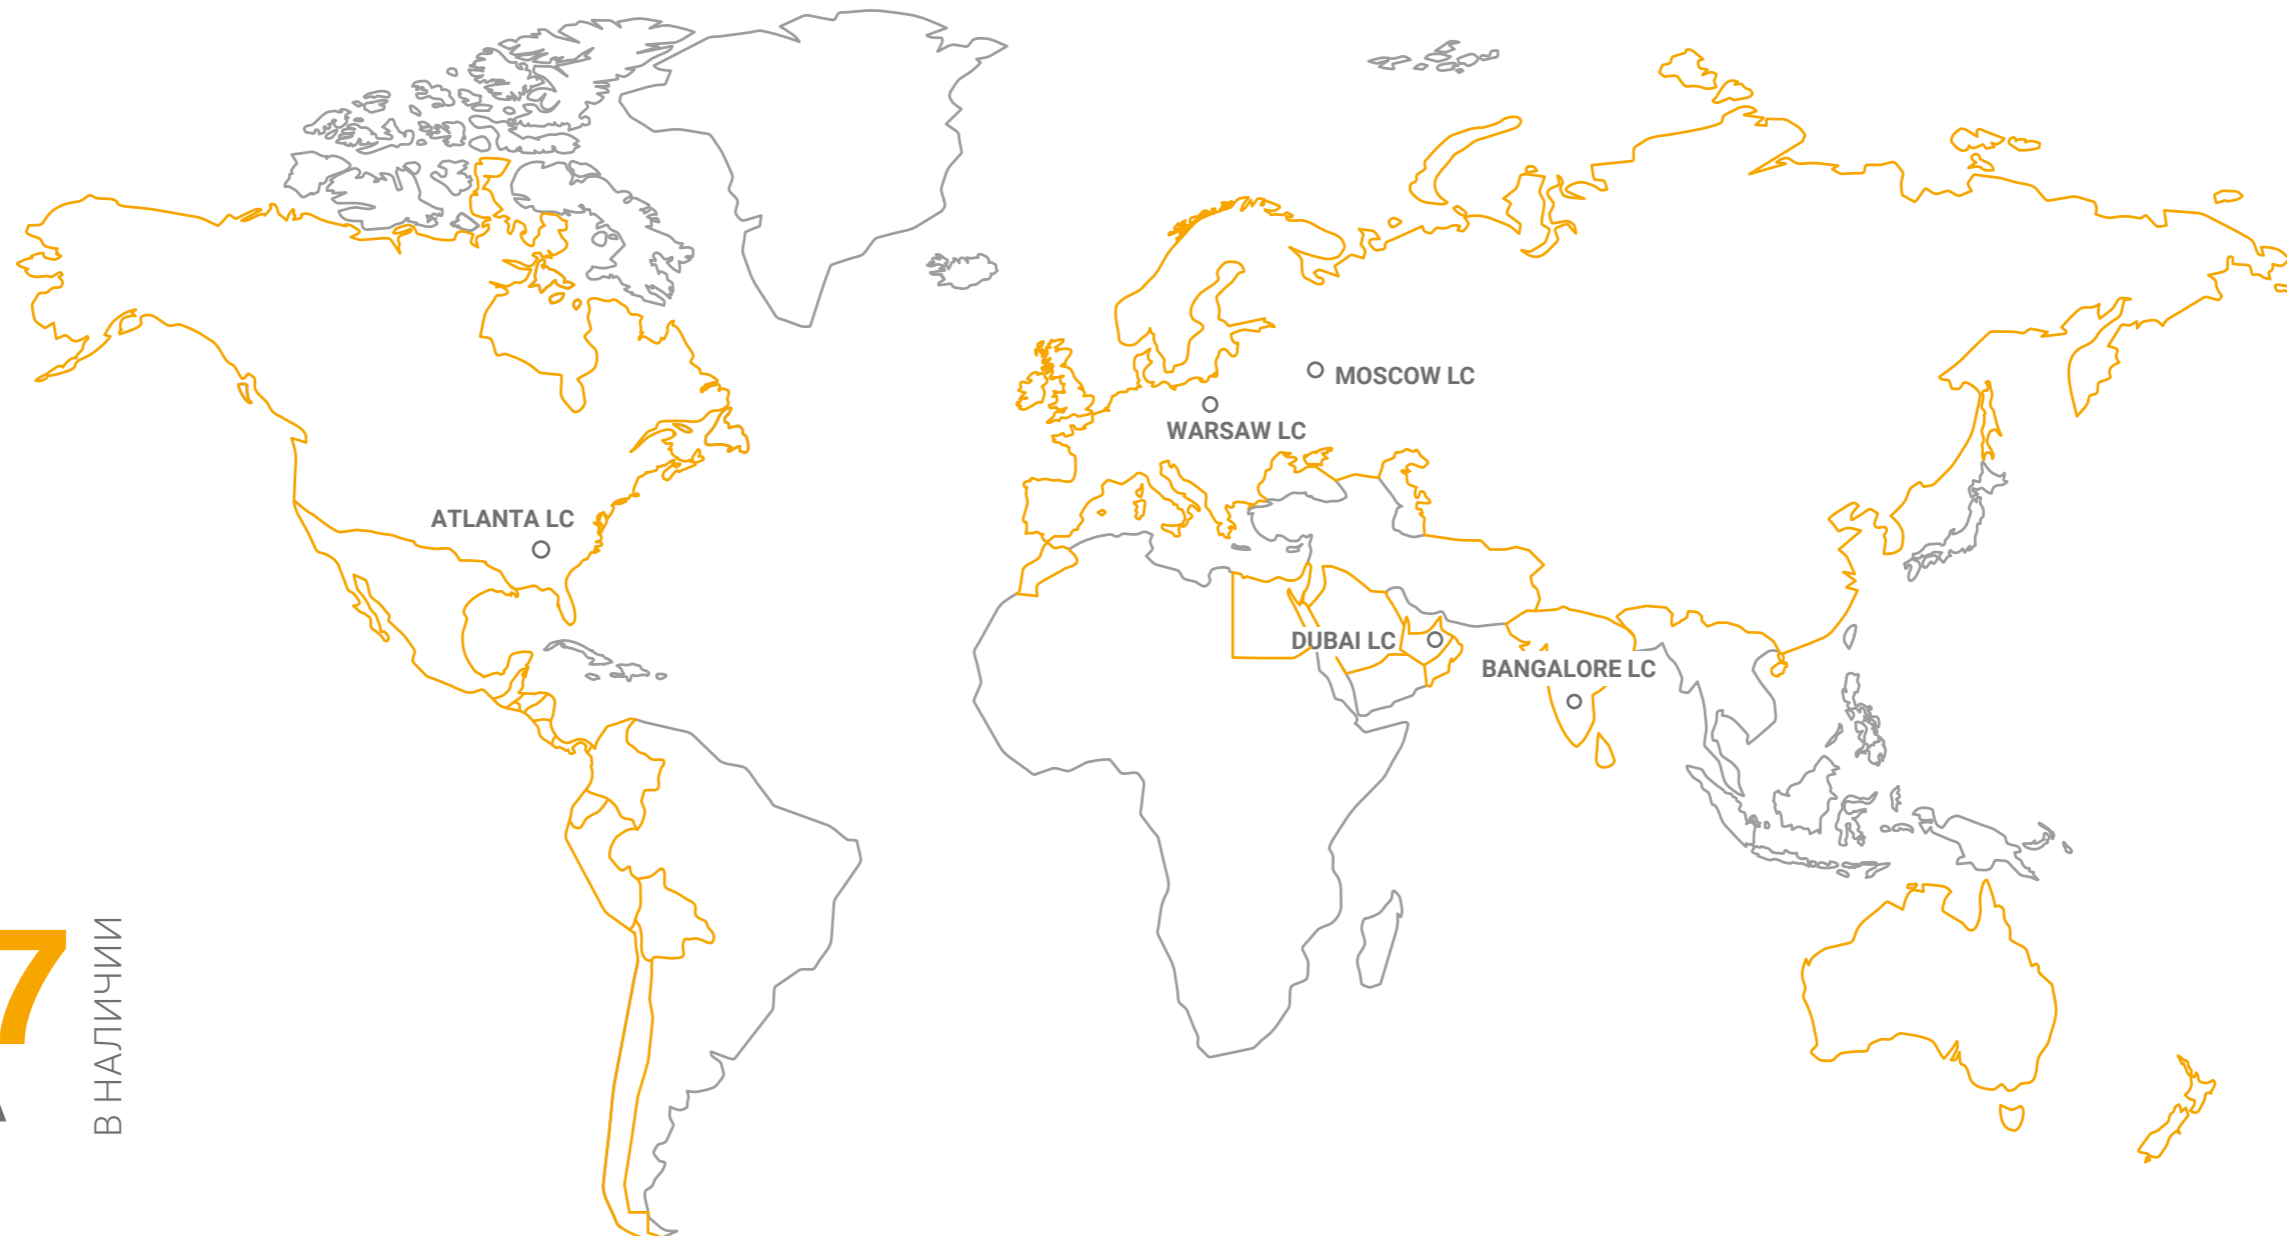 MOSCOW LC
WARSAW LC
ATLANTA LC
DUBAI LC
BANGALORE LC
7
В НАЛИЧИИ